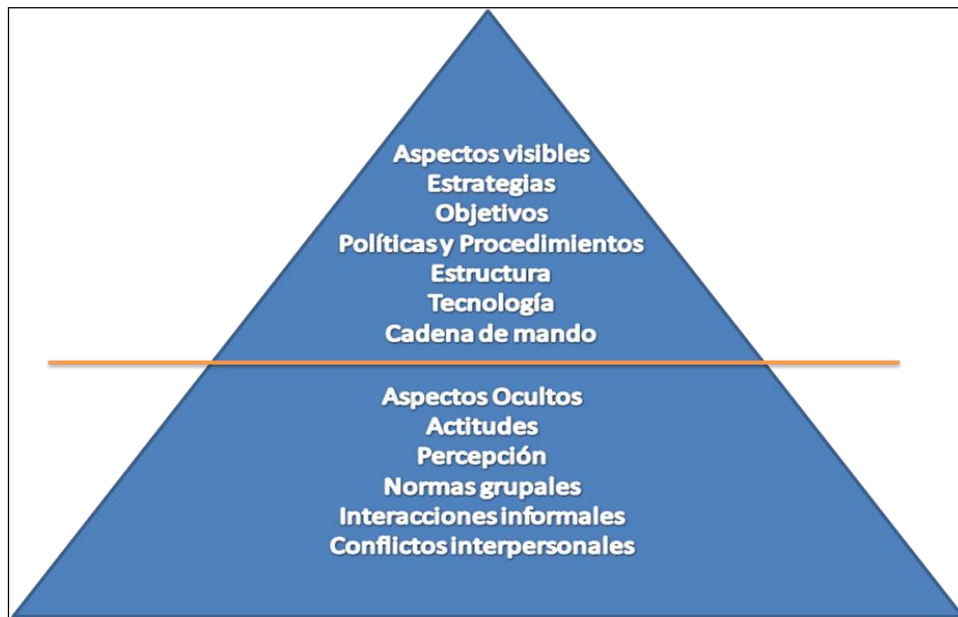 Aspectos visibles
Estrategias
Objetivos
Políticas y Procedimientos
Estructura
Tecnología
Cadena de mando
Aspectos Ocultos
Actitudes
Percepción
Normas grupales
Interacciones informales
Conflictos interpersonales